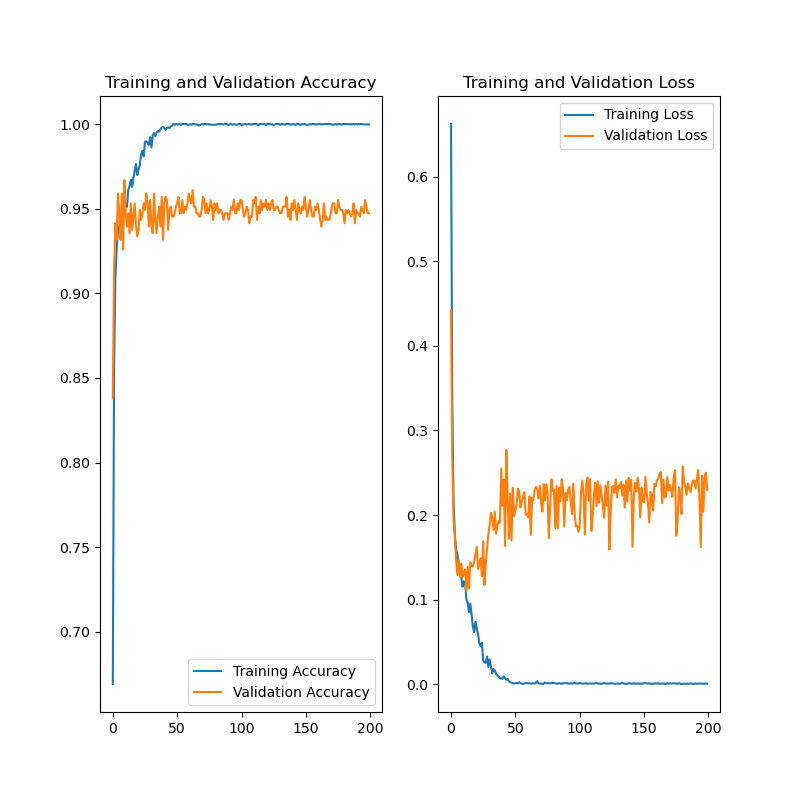 Training and Validation Accuracy
1.00
0.95
0.90
0.85
0.80
0.75
0.70
Training Accuracy
Validation Accuracy
0 50 100 150 200
Training and Validation Loss
Training Loss
Validation Loss
0.6
0.5
0.4
0.3
0.2
0.1
0.0
0 50 100 150 200